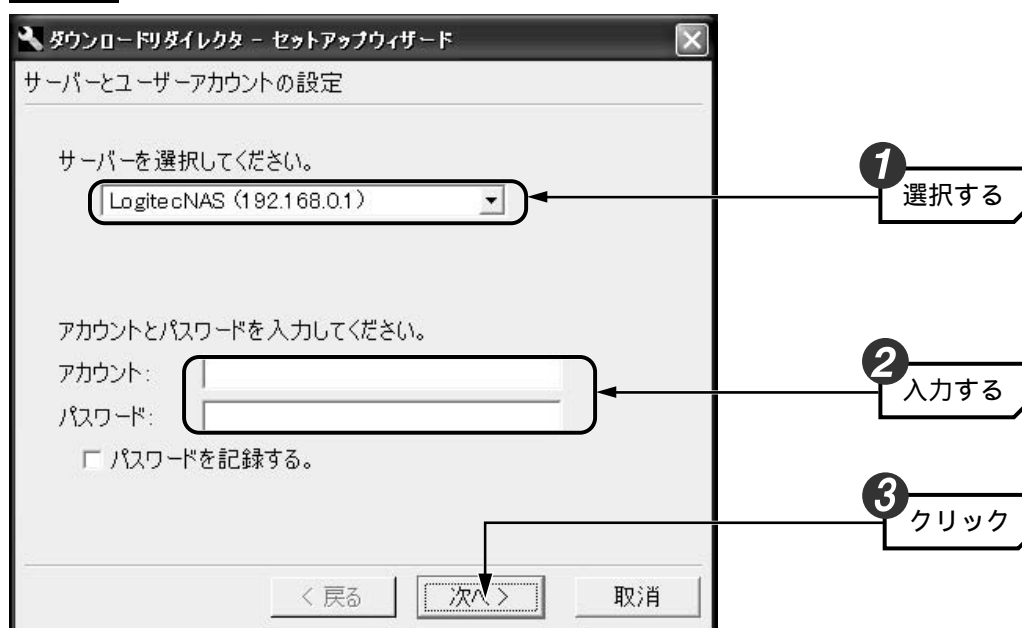 ダウンロードリダイレクタ - セットアップウィザード
サーバーとユーザーアカウントの設定
サーバーを選択してください。
LogitecNAS (192.168.0.1)
1
選択する
アカウントとパスワードを入力してください。
アカウント:
パスワード:
2
入力する
パスワードを記録する。
3
クリック
< 戻る
次へ >
取消